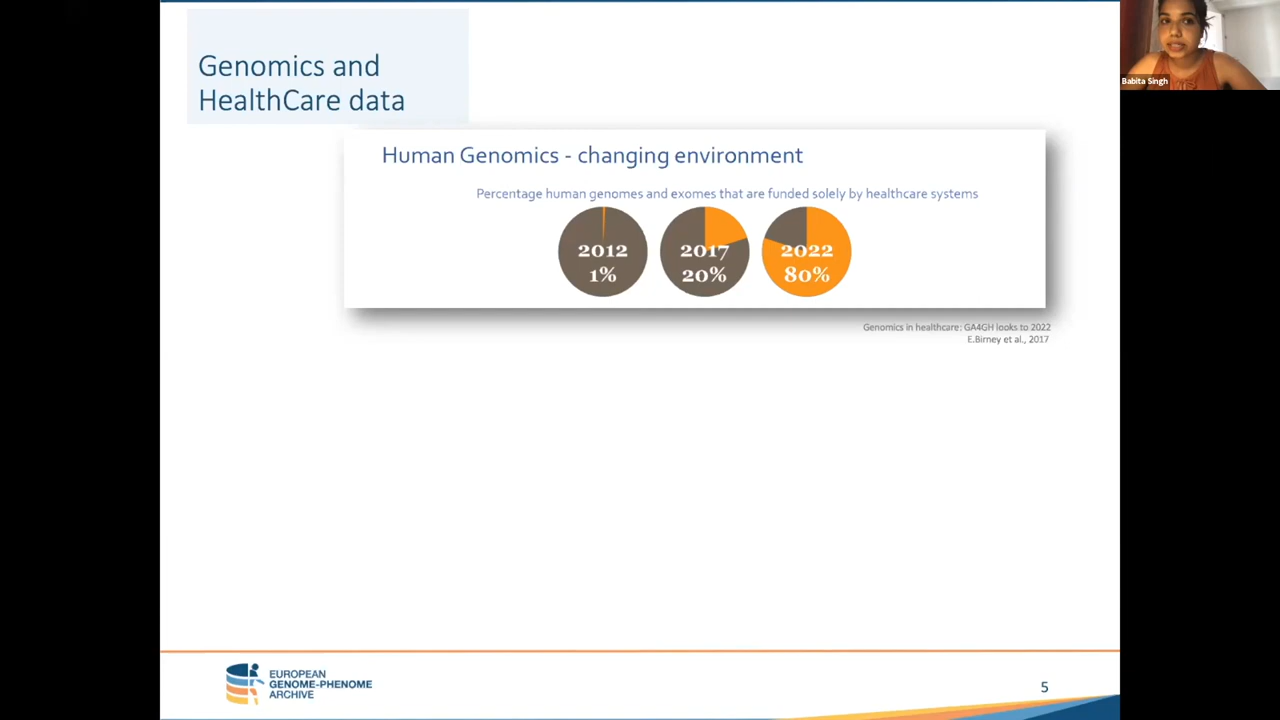 Genomics and
HealthCare data
Babita Singh
Human Genomics - changing environment
Percentage human genomes and exomes that are funded solely by healthcare systems
2012
1%
2017
20%
2022
80%
Genomics in healthcare: GA4GH looks to 2022
E.Birney et al., 2017
EUROPEAN
GENOME-PHENOME
ARCHIVE
5